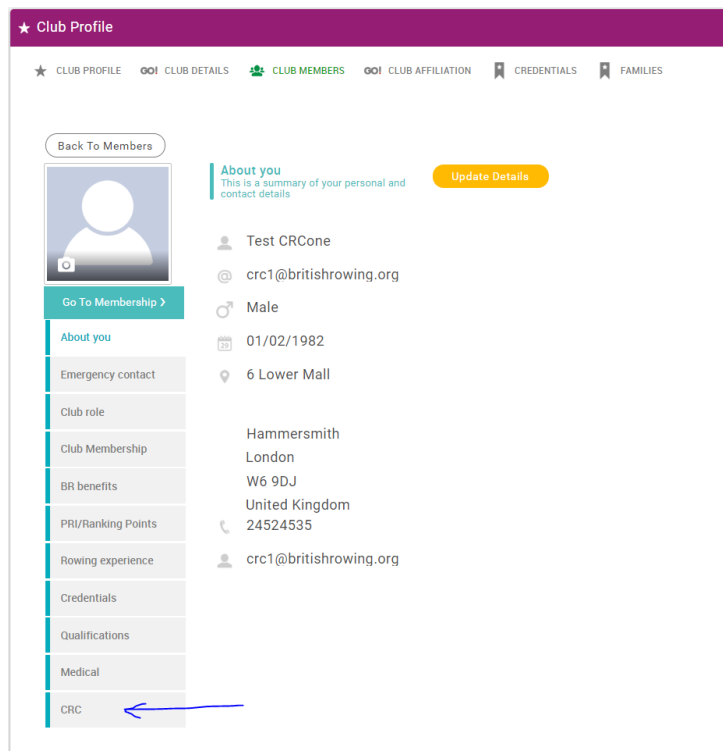 Club Profile
CLUB PROFILE GO! CLUB DETAILS CLUB MEMBERS GO! CLUB AFFILIATION CREDENTIALS FAMILIES
Back To Members
About you
This is a summary of your personal and
contact details
Update Details
Test CRCone
@ crc1@britishrowing.org
Go To Membership >
Male
About you
29 01/02/1982
Emergency contact
6 Lower Mall
Club role
Club Membership
Hammersmith
London
BR benefits
W6 9DJ
United Kingdom
PRI/Ranking Points
24524535
Rowing experience
crc1@britishrowing.org
Credentials
Qualifications
Medical
CRC